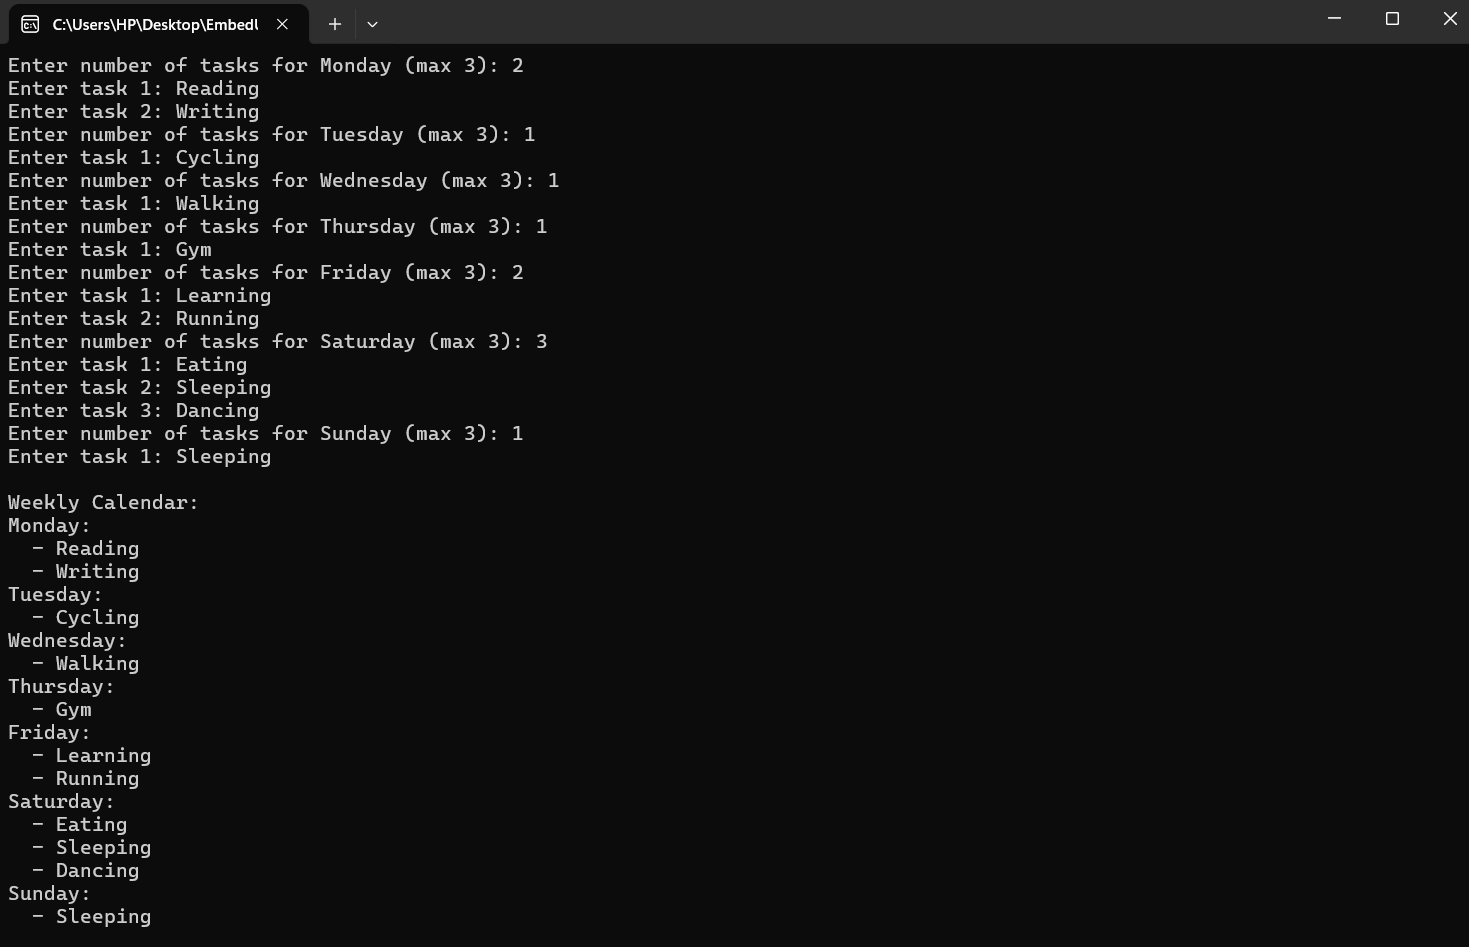 C:\Users\HP\Desktop\Embed
Enter number of tasks for Monday (max 3): 2
Enter task 1: Reading
Enter task 2: Writing
Enter number of tasks for Tuesday (max 3): 1
Enter task 1: Cycling
Enter number of tasks for Wednesday (max 3): 1
Enter task 1: Walking
Enter number of tasks for Thursday (max 3): 1
Enter task 1: Gym
Enter number of tasks for Friday (max 3): 2
Enter task 1: Learning
Enter task 2: Running
Enter number of tasks for Saturday (max 3): 3
Enter task 1: Eating
Enter task 2: Sleeping
Enter task 3: Dancing
Enter number of tasks for Sunday (max 3): 1
Enter task 1: Sleeping
Weekly Calendar:
Monday:
  - Reading
  - Writing
Tuesday:
  - Cycling
Wednesday:
  - Walking
Thursday:
  - Gym
Friday:
  - Learning
  - Running
Saturday:
  - Eating
  - Sleeping
  - Dancing
Sunday:
  - Sleeping